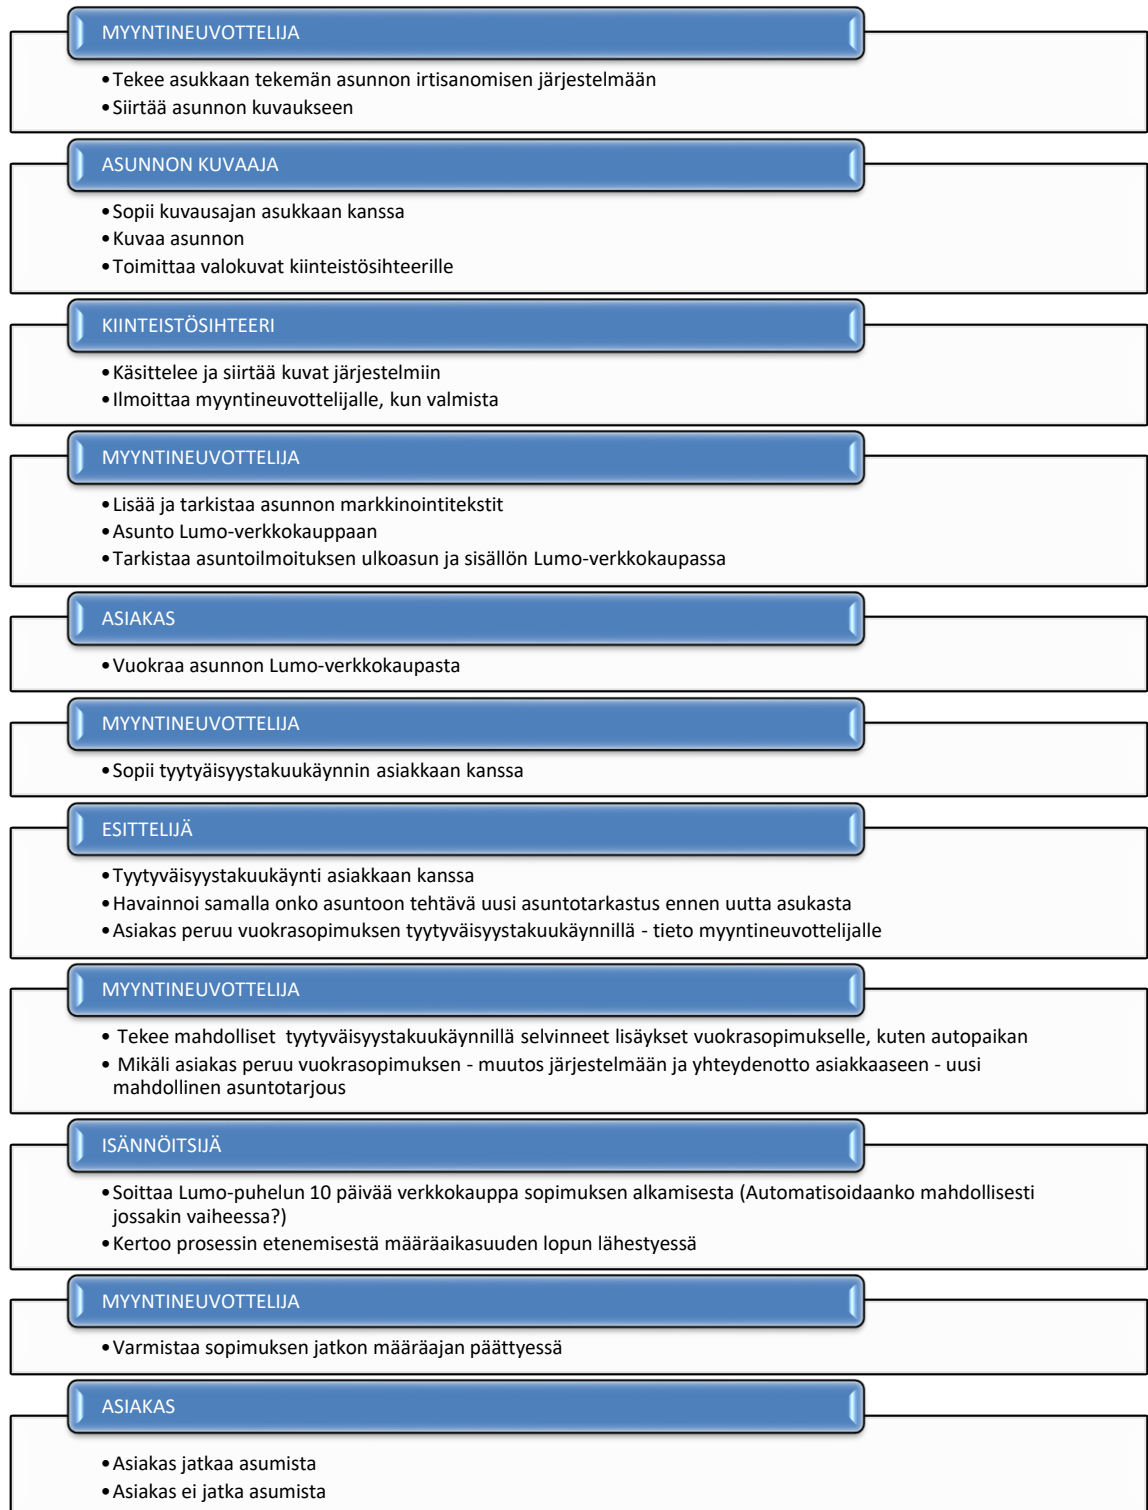 MYYNTINEUVOTTELIJA
•Tekee asukkaan tekemän asunnon irtisanomisen järjestelmään
•Siirtää asunnon kuvaukseen
ASUNNON KUVAAJA
•Sopii kuvausajan asukkaan kanssa
•Kuvaa asunnon
•Toimittaa valokuvat kiinteistösihteerille
KIINTEISTÖSIHTEERI
•Käsittelee ja siirtää kuvat järjestelmiin
•Ilmoittaa myyntineuvottelijalle, kun valmista
MYYNTINEUVOTTELIJA
•Lisää ja tarkistaa asunnon markkinointitekstit
•Asunto Lumo-verkkokauppaan
•Tarkistaa asuntoilmoituksen ulkoasun ja sisällön Lumo-verkkokaupassa
ASIAKAS
•Vuokraa asunnon Lumo-verkkokaupasta
MYYNTINEUVOTTELIJA
•Sopii tyytyäisyystakuukäynnin asiakkaan kanssa
ESITTELIJÄ
•Tyytyväisyystakuukäynti asiakkaan kanssa
•Havainnoi samalla onko asuntoon tehtävä uusi asuntotarkastus ennen uutta asukasta
•Asiakas peruu vuokrasopimuksen tyytyväisyystakuukäynnillä - tieto myyntineuvottelijalle
MYYNTINEUVOTTELIJA
• Tekee mahdolliset tyytyväisyystakuukäynnillä selvinneet lisäykset vuokrasopimukselle, kuten autopaikan
• Mikäli asiakas peruu vuokrasopimuksen - muutos järjestelmään ja yhteydenotto asiakkaaseen - uusi
mahdollinen asuntotarjous
ISÄNNÖITSIJÄ
•Soittaa Lumo-puhelun 10 päivää verkkokauppa sopimuksen alkamisesta (Automatisoidaanko mahdollisesti
jossakin vaiheessa?)
•Kertoo prosessin etenemisestä määräaikasuuden lopun lähestyessä
MYYNTINEUVOTTELIJA
•Varmistaa sopimuksen jatkon määräajan päättyessä
ASIAKAS
•Asiakas jatkaa asumista
•Asiakas ei jatka asumista